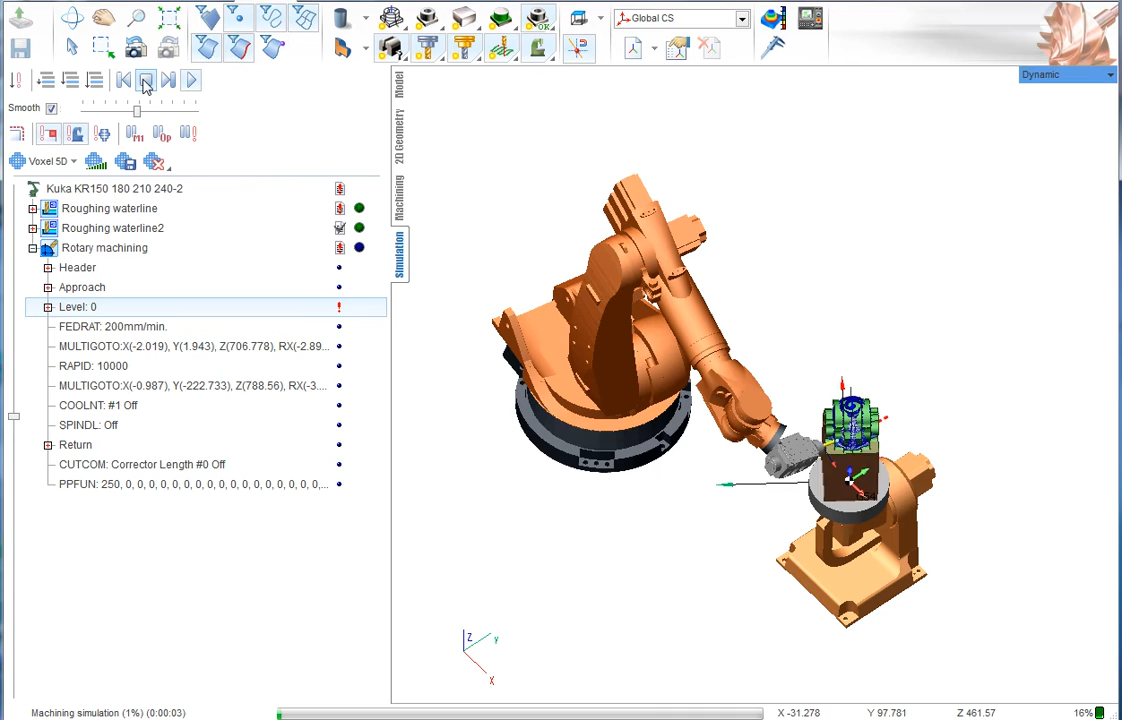 Global CS
OK
Dynamic
Smooth
M1
Op
Voxel 5D
Model
2D Geometry
Machining
Simulation
Kuka KR150 180 210 240-2
Roughing waterline
Roughing waterline2
Rotary machining
Header
Approach
Level: 0
FEDRAT: 200mm/min.
MULTIGOTO:X(-2.019), Y(1.943), Z(706.778), RX(-2.89...
RAPID: 10000
MULTIGOTO:X(-0.987), Y(-222.733), Z(788.56), RX(-3....
COOLNT: #1 Off
SPINDL: Off
Return
CUTCOM: Corrector Length #0 Off
PPFUN: 250, 0, 0, 0, 0, 0, 0, 0, 0, 0, 0, 0, 0, 0, 0, 0,...
Z
y
X
Machining simulation (1%) (0:00:03)
X -31.278
Y 97.781
Z 461.57
16%